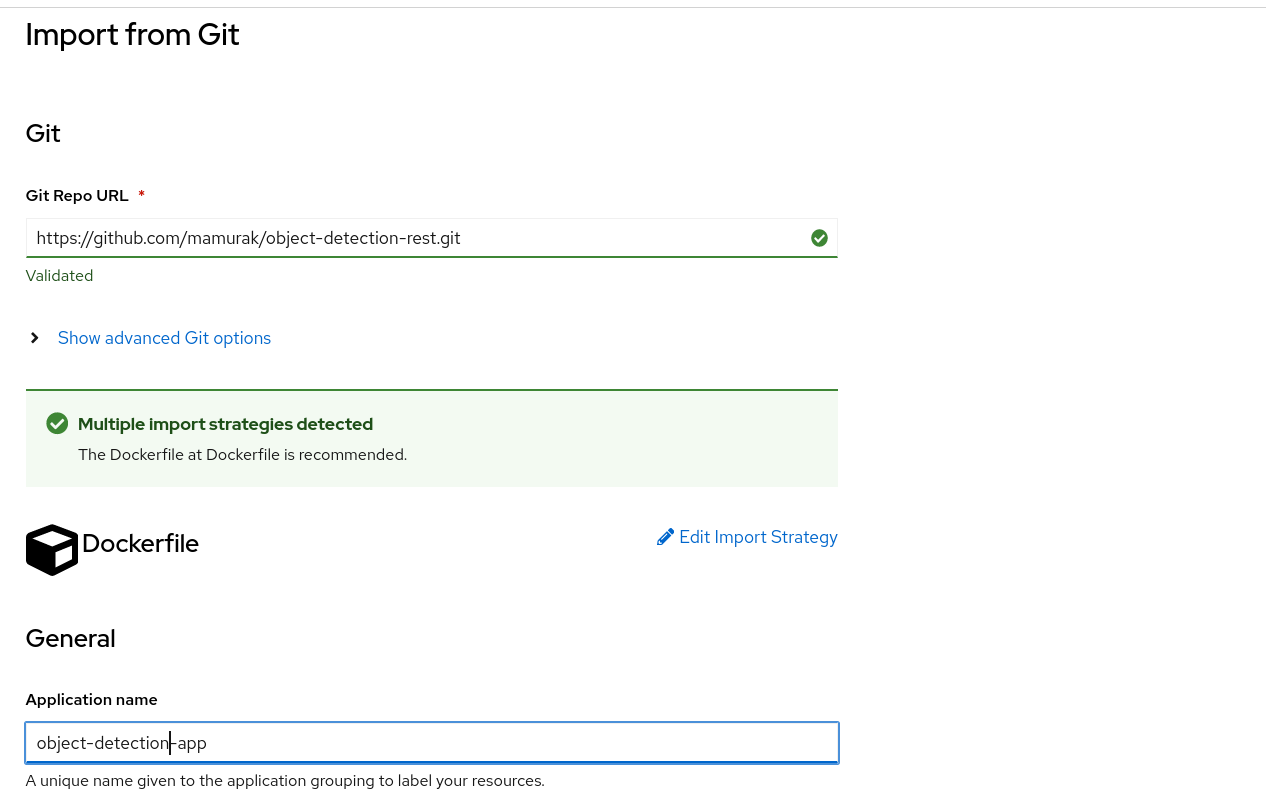 Import from Git
Git
Git Repo URL *
https://github.com/mamurak/object-detection-rest.git
Validated
Show advanced Git options
Multiple import strategies detected
The Dockerfile at Dockerfile is recommended.
Dockerfile
Edit Import Strategy
General
Application name
object-detection-app
A unique name given to the application grouping to label your resources.